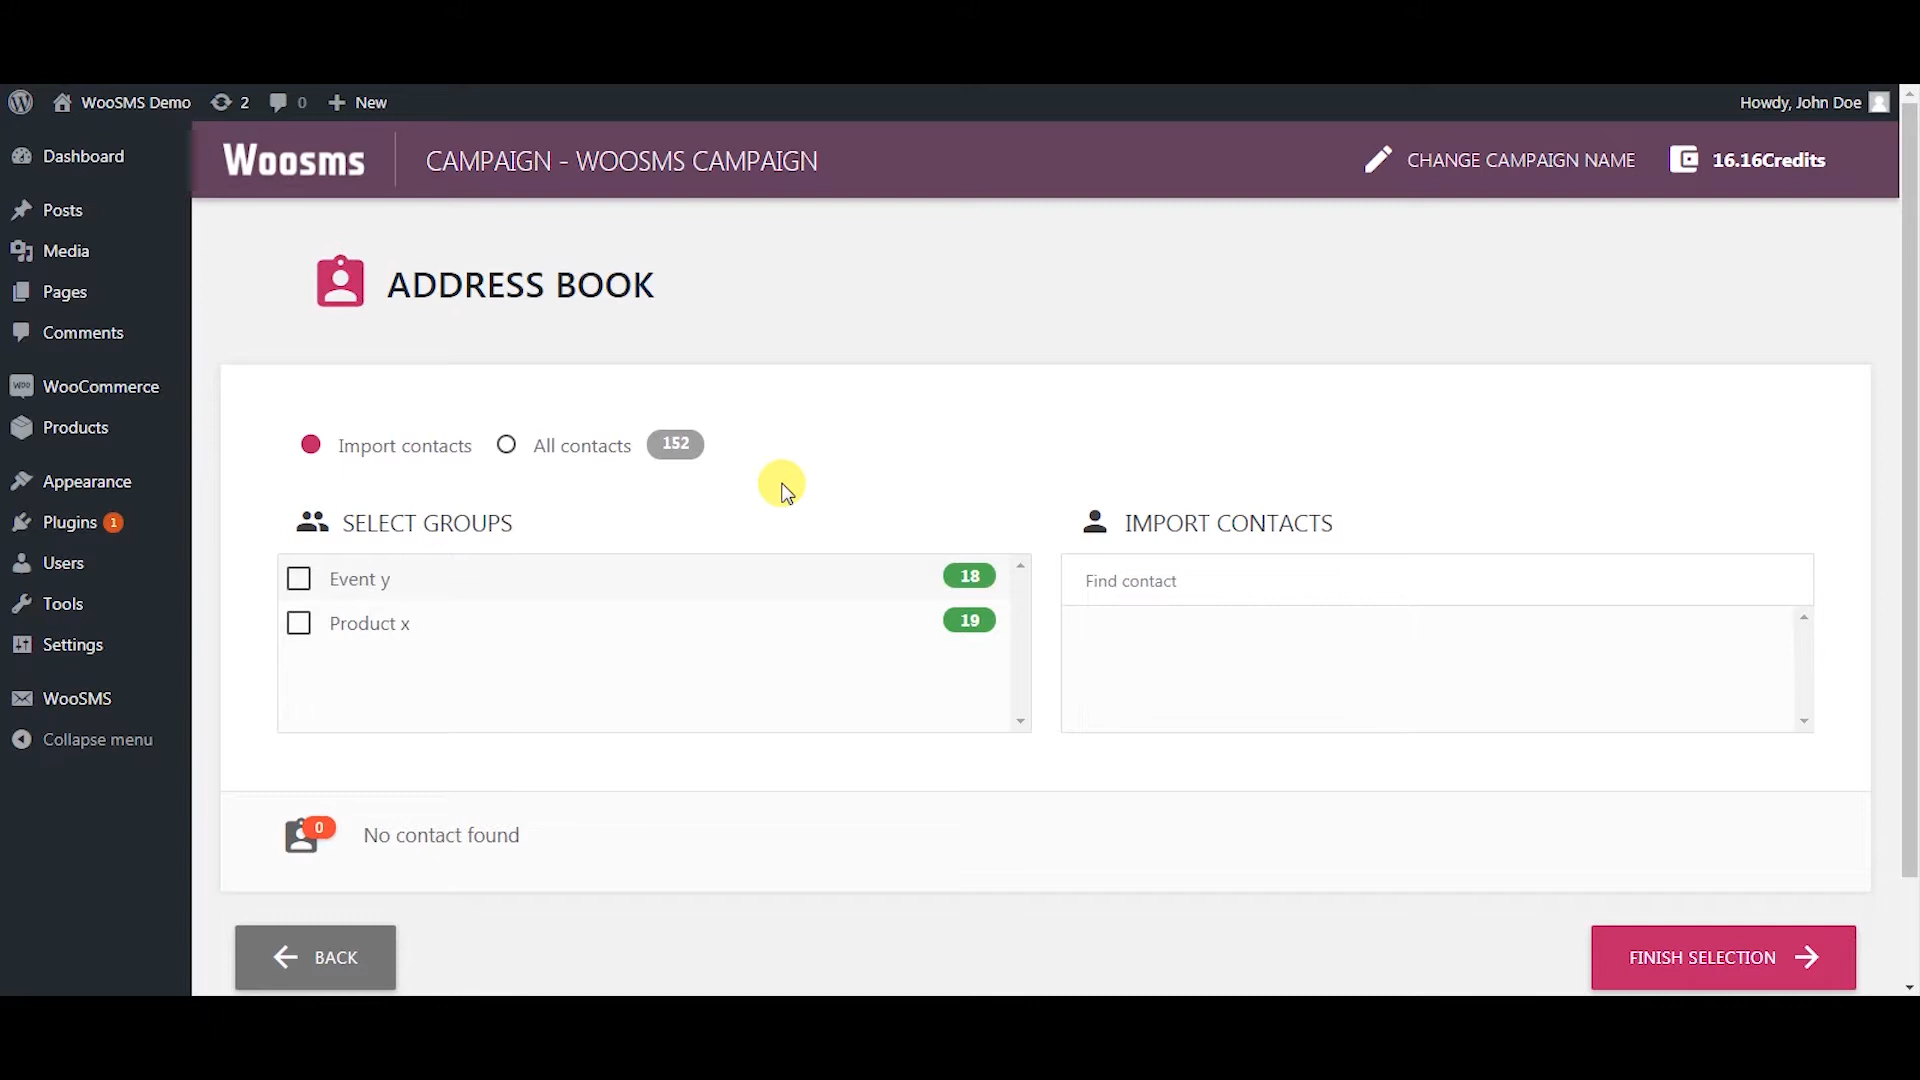 WooSMS Demo 2 0 New Howdy, John Doe
Dashboard
Posts
Media
Pages
Comments
WooCommerce
Products
Appearance
Plugins 1
Users
Tools
Settings
WooSMS
Collapse menu
Woosms CAMPAIGN - WOOSMS CAMPAIGN CHANGE CAMPAIGN NAME 16.16Credits
ADDRESS BOOK
Import contacts All contacts 152
SELECT GROUPS
Event y 18
Product x 19
IMPORT CONTACTS
Find contact
0 No contact found
BACK
FINISH SELECTION